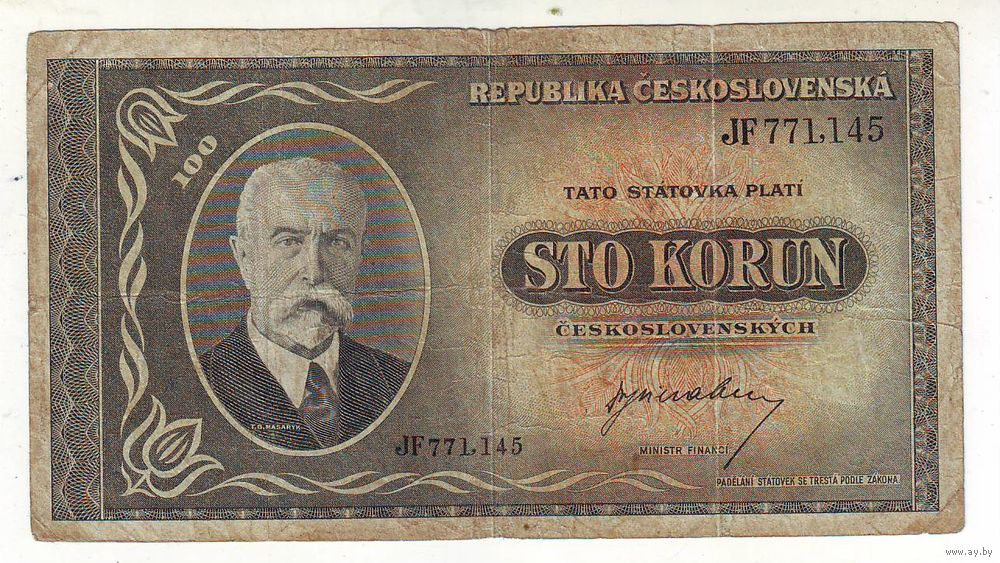 REPUBLIKA ČESKOSLOVENSKÁ
JF 771,145
100
TATO STÁTOVKA PLATÍ
STO KORUN
ČESKOSLOVENSKÝCH
T. G. MASARYK
JF 771,145
MINISTR FINANCÍ
PADĚLÁNÍ STÁTOVEK SE TRESTÁ PODLE ZÁKONA
www.ay.by